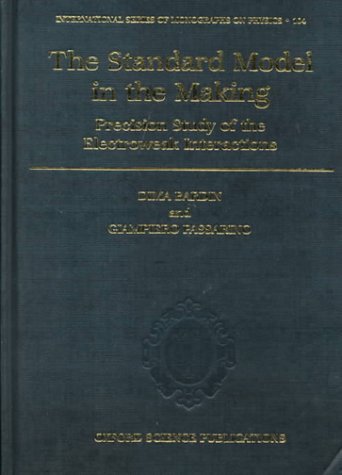 INTERNATIONAL SERIES OF MONOGRAPHS ON PHYSICS • 104
The Standard Model
in the Making
Precision Study of the
Electroweak Interactions
DIMA BARDIN
and
GIAMPIERO PASSARINO
OXFORD SCIENCE PUBLICATIONS